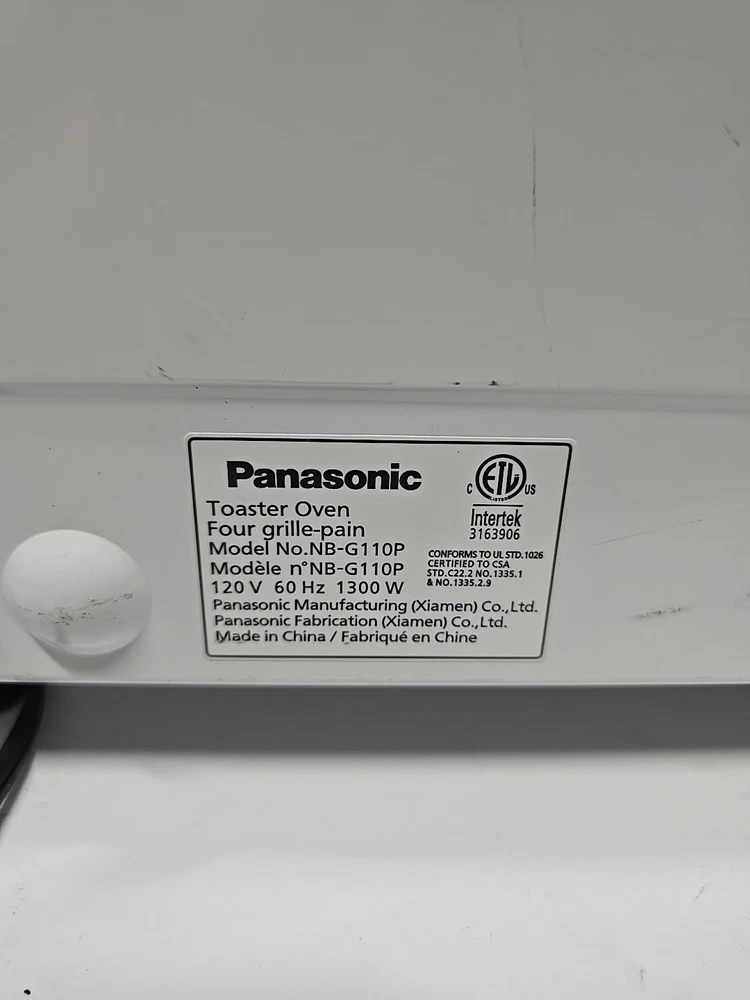 Panasonic
Toaster Oven
Four grille-pain
Model No.NB-G110P
Modèle n°NB-G110P
120 V 60 Hz 1300 W
Panasonic Manufacturing (Xiamen) Co.,Ltd.
Panasonic Fabrication (Xiamen) Co.,Ltd.
Made in China / Fabriqué en Chine
C ETL US
LISTED
Intertek
3163906
CONFORMS TO UL STD.1026
CERTIFIED TO CSA
STD.C22.2 NO.1335.1
& NO.1335.2.9